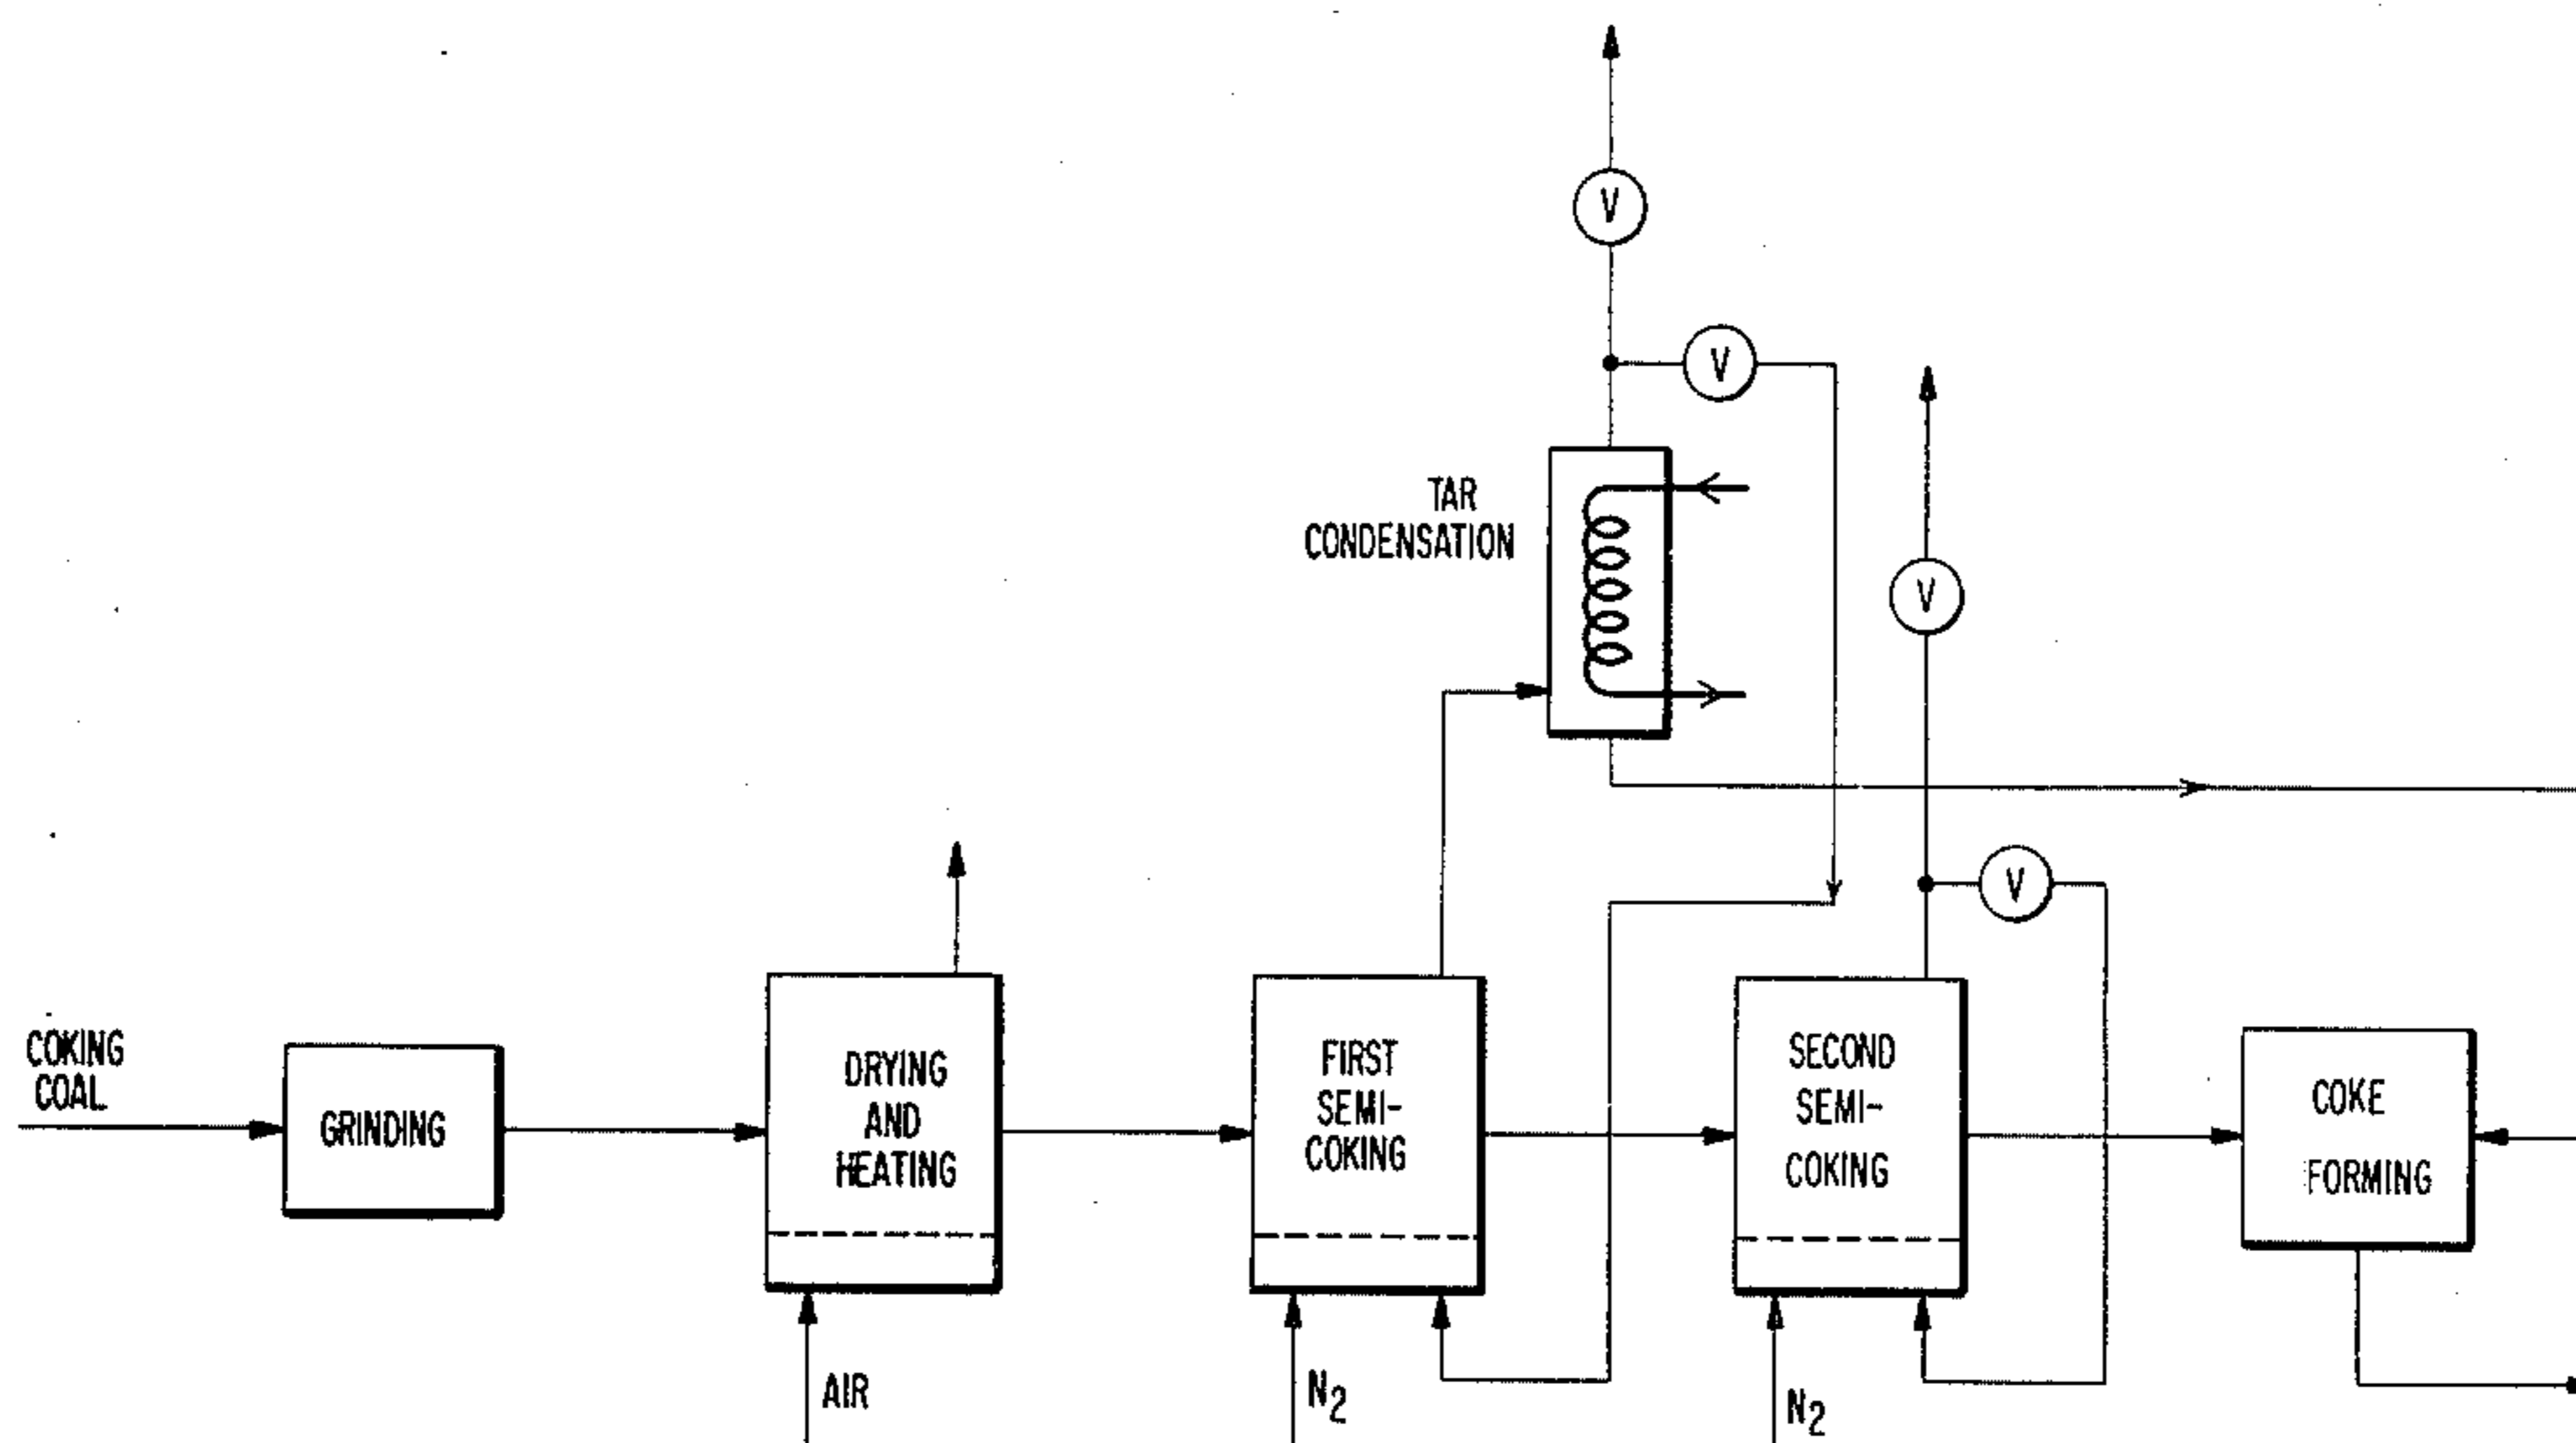 V
V
TAR
CONDENSATION
V
V
COKING
COAL
GRINDING
DRYING
AND
HEATING
FIRST
SEMI-
COKING
SECOND
SEMI-
COKING
COKE
FORMING
AIR
N2
N2